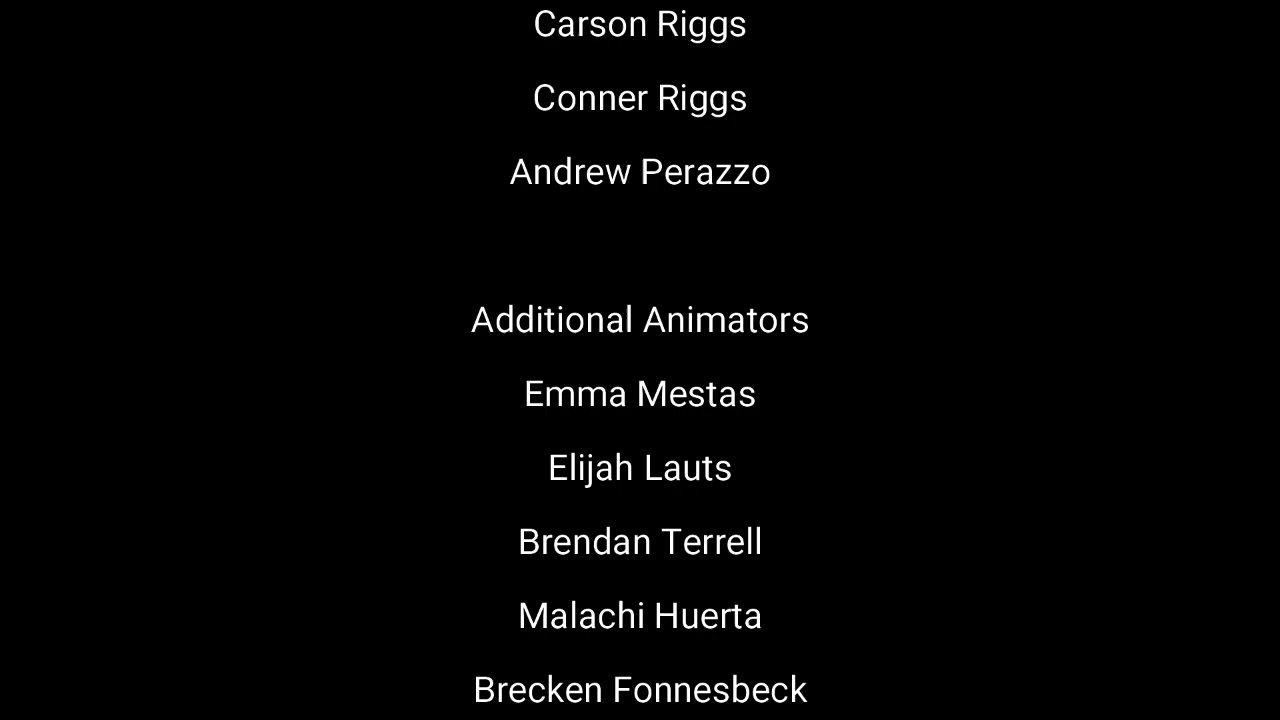 Carson Riggs
Conner Riggs
Andrew Perazzo
Additional Animators
Emma Mestas
Elijah Lauts
Brendan Terrell
Malachi Huerta
Brecken Fonnesbeck